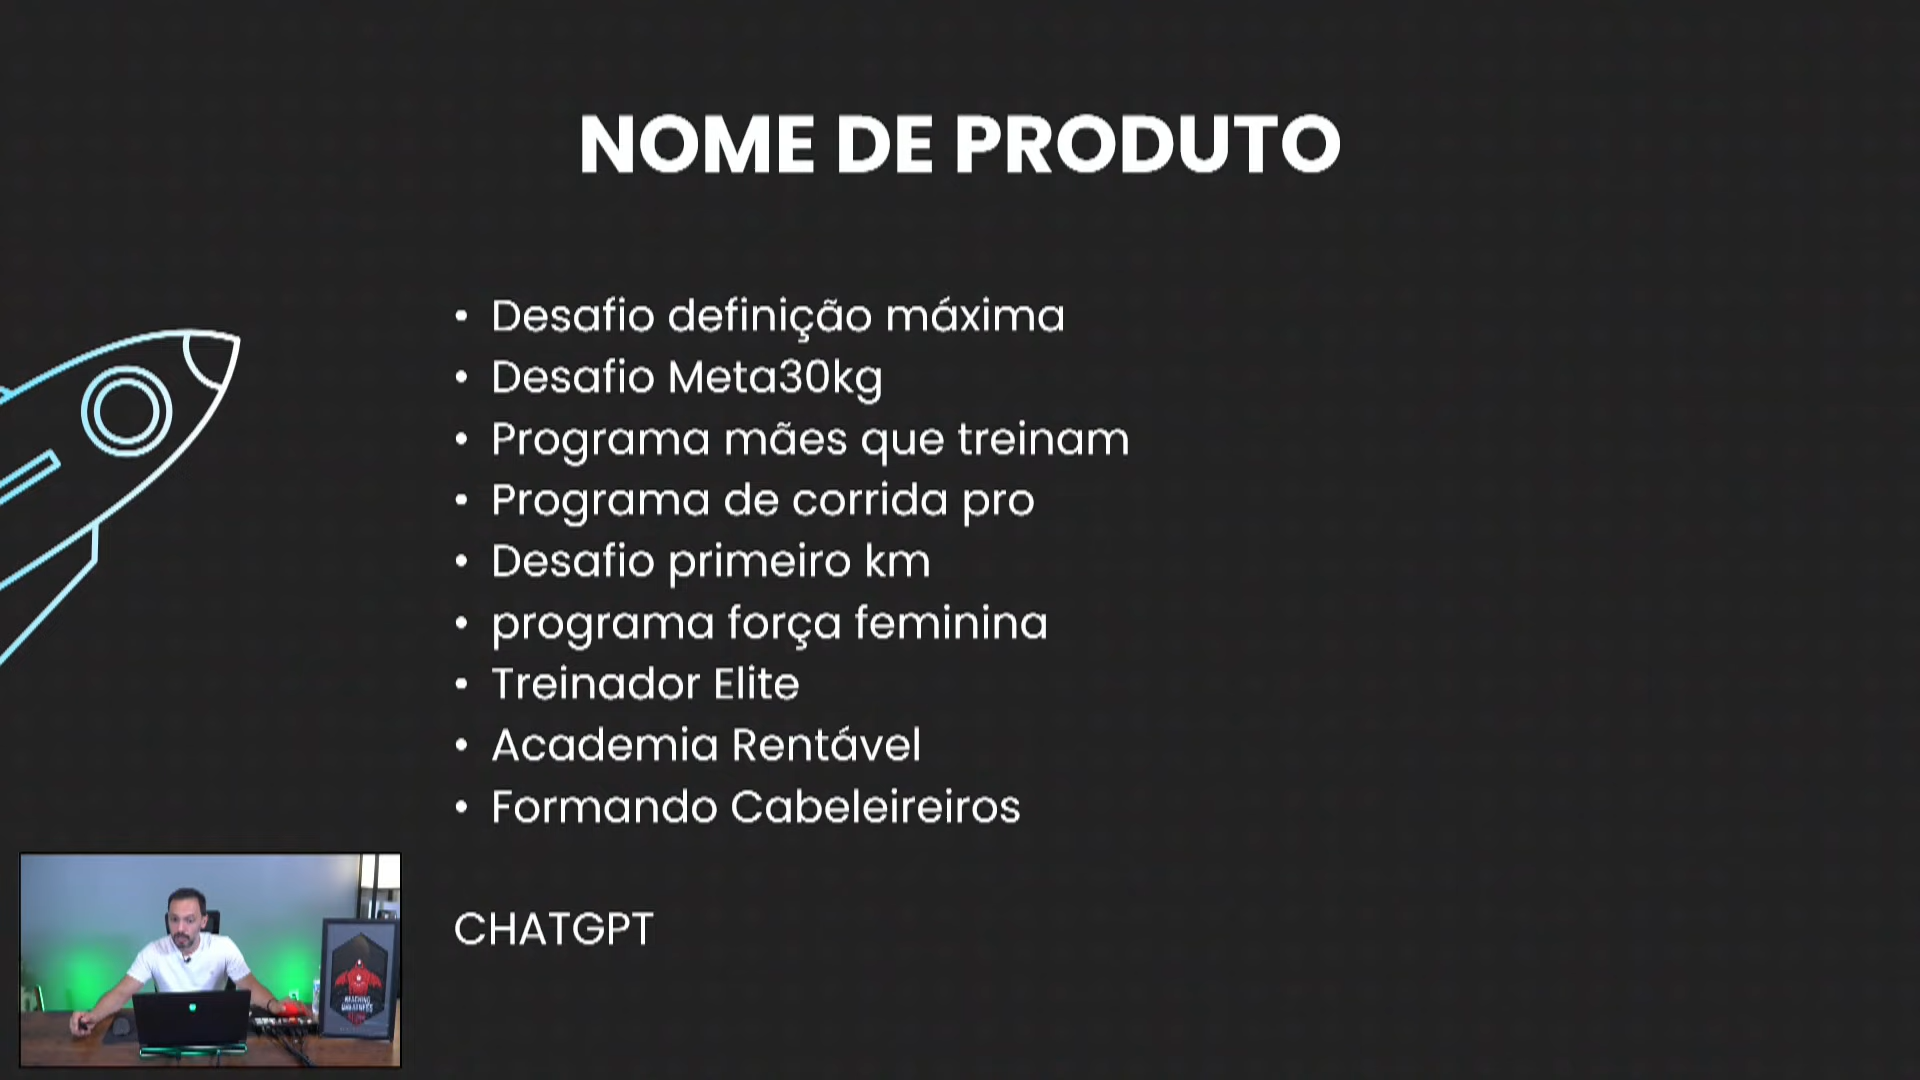 NOME DE PRODUTO
• Desafio definição máxima
• Desafio Meta30kg
• Programa mães que treinam
• Programa de corrida pro
• Desafio primeiro km
• programa força feminina
• Treinador Elite
• Academia Rentável
• Formando Cabeleireiros
CHATGPT